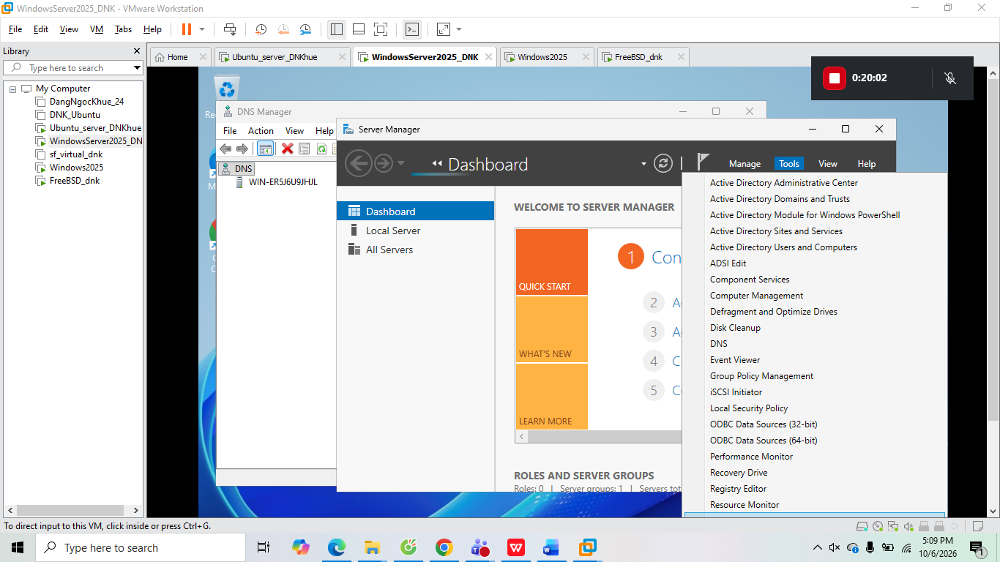 WindowsServer2025_DNK - VMware Workstation
File Edit View VM Tabs Help
Library
Type here to search
My Computer
DangNgocKhue_24
DNK_Ubuntu
Ubuntu_server_DNKhue
WindowsServer2025_DN
sf_virtual_dnk
Windows2025
FreeBSD_dnk
Home
Ubuntu_server_DNKhue
WindowsServer2025_DNK
Windows2025
FreeBSD_dnk
0:20:02
DNS Manager
File Action View Help
DNS
WIN-ER5J6U9JHJL
Server Manager
Dashboard
Manage Tools View Help
Dashboard
Local Server
All Servers
WELCOME TO SERVER MANAGER
QUICK START
WHAT'S NEW
LEARN MORE
1 Con
2 A
3 A
4 C
5 C
ROLES AND SERVER GROUPS
Roles: 0 | Server groups: 1 | Servers tot
Active Directory Administrative Center
Active Directory Domains and Trusts
Active Directory Module for Windows PowerShell
Active Directory Sites and Services
Active Directory Users and Computers
ADSI Edit
Component Services
Computer Management
Defragment and Optimize Drives
Disk Cleanup
DNS
Event Viewer
Group Policy Management
iSCSI Initiator
Local Security Policy
ODBC Data Sources (32-bit)
ODBC Data Sources (64-bit)
Performance Monitor
Recovery Drive
Registry Editor
Resource Monitor
To direct input to this VM, click inside or press Ctrl+G.
Type here to search
5:09 PM
10/6/2026
1